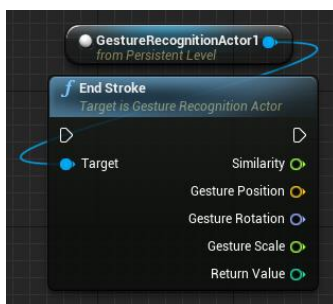 GestureRecognitionActor1
from Persistent Level
f End Stroke
Target is Gesture Recognition Actor
Target
Similarity
Gesture Position
Gesture Rotation
Gesture Scale
Return Value